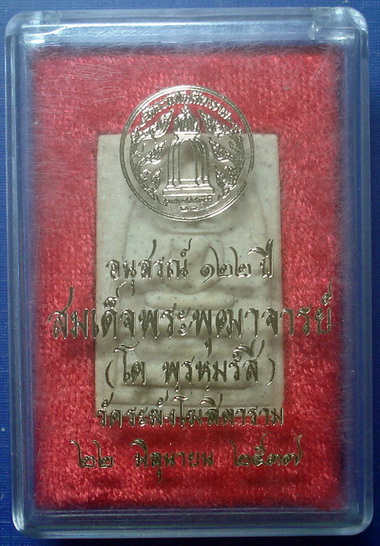 อนุสรณ์ ๑๒๒ ปี
สมเด็จพระพุฒาจารย์
(โต พรหมรังสี)
วัดระฆังโฆสิตาราม
๒๒ มิถุนายน ๒๕๓๗